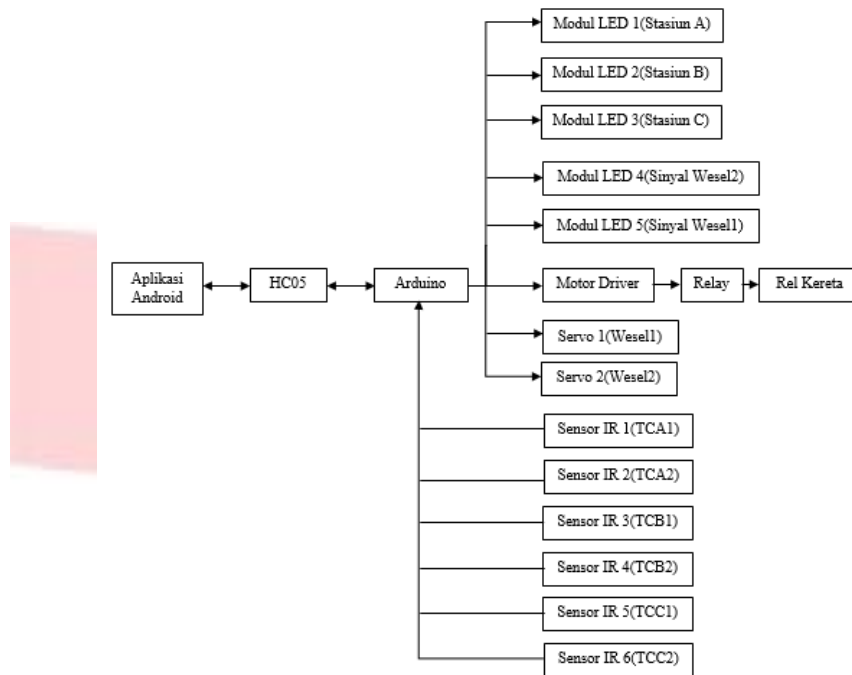 Modul LED 1(Stasiun A)
Modul LED 2(Stasiun B)
Modul LED 3(Stasiun C)
Modul LED 4(Sinyal Wesel2)
Modul LED 5(Sinyal Wesel1)
Aplikasi
Android
HC05
Arduino
Motor Driver
Relay
Rel Kereta
Servo 1(Wesel1)
Servo 2(Wesel2)
Sensor IR 1(TCA1)
Sensor IR 2(TCA2)
Sensor IR 3(TCB1)
Sensor IR 4(TCB2)
Sensor IR 5(TCC1)
Sensor IR 6(TCC2)